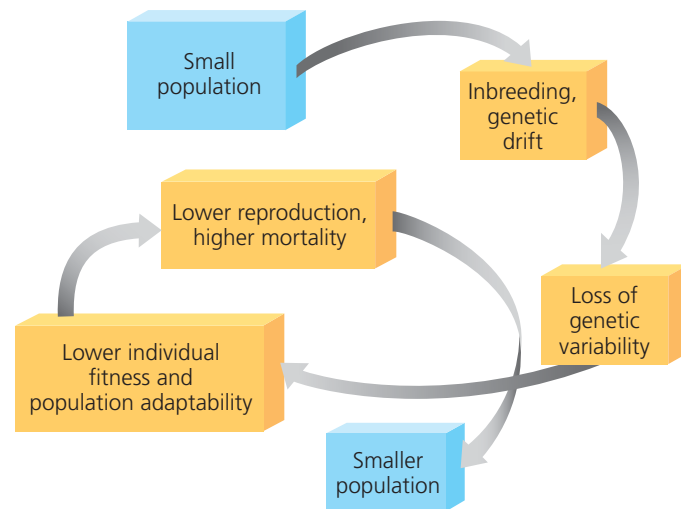 Small
population
Inbreeding,
genetic
drift
Loss of
genetic
variability
Lower individual
fitness and
population adaptability
Lower reproduction,
higher mortality
Smaller
population